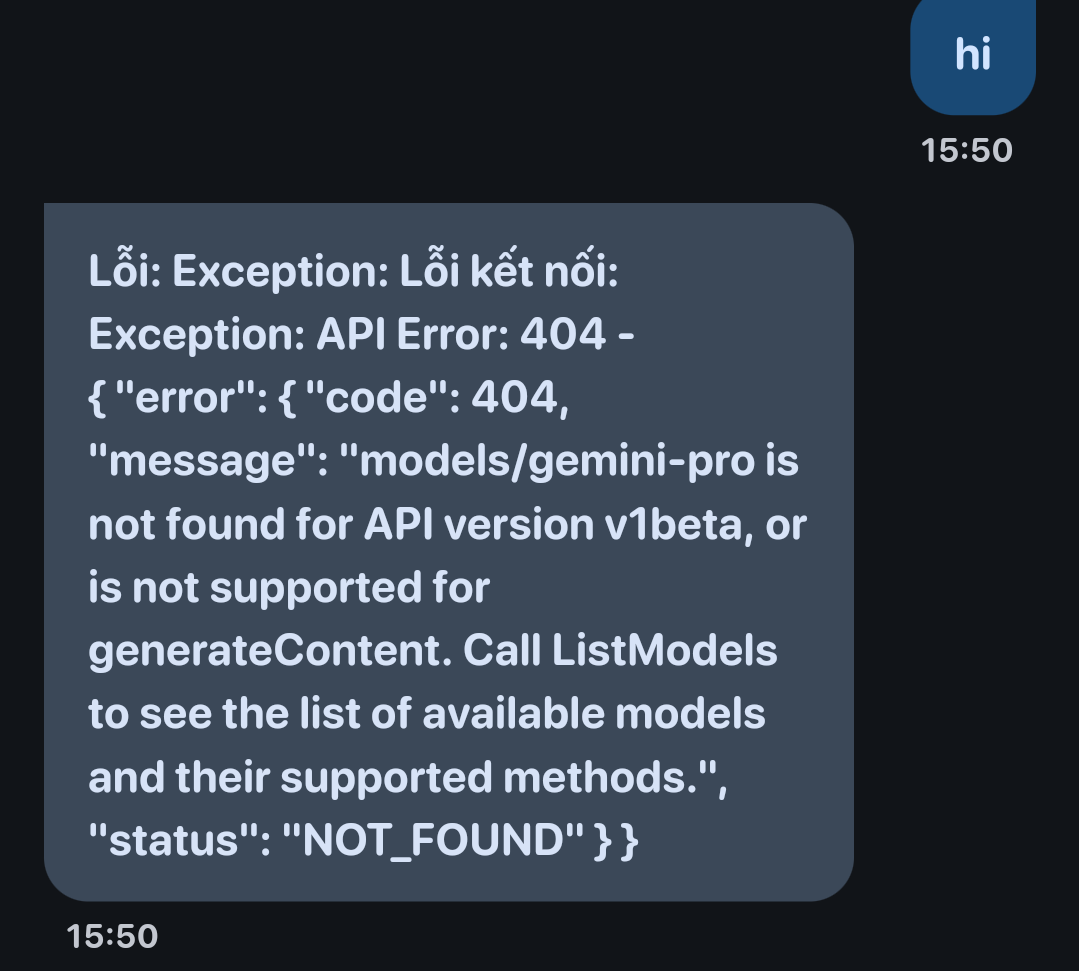 hi
15:50
Lỗi: Exception: Lỗi kết nối:
Exception: API Error: 404 -
{ "error": { "code": 404,
"message": "models/gemini-pro is
not found for API version v1beta, or
is not supported for
generateContent. Call ListModels
to see the list of available models
and their supported methods.",
"status": "NOT_FOUND" } }
15:50